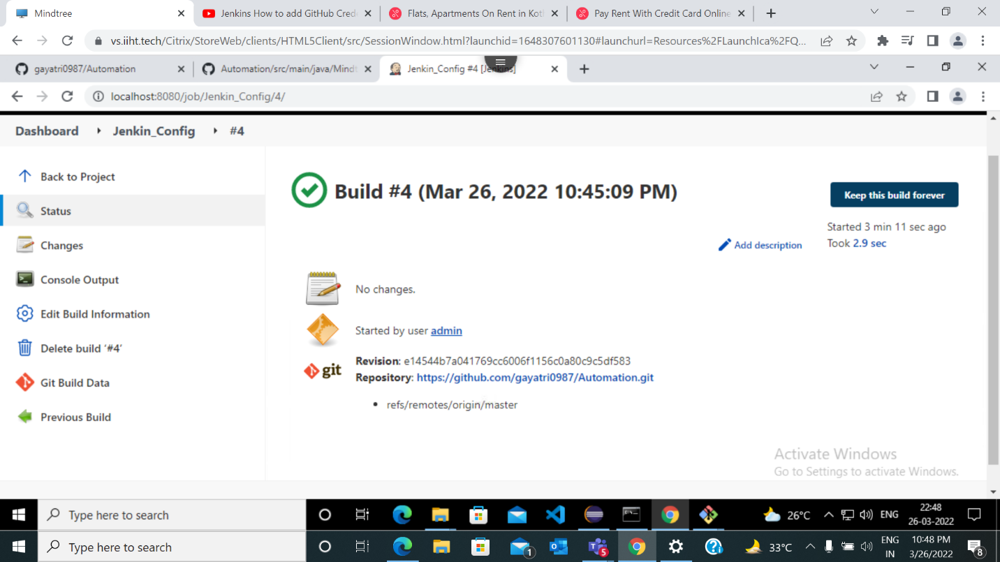 Mindtree
Jenkins How to add GitHub Crede
Flats, Apartments On Rent in Koth
Pay Rent With Credit Card Online
vs.iiht.tech/Citrix/StoreWeb/clients/HTML5Client/src/SessionWindow.html?launchid=1648307601130#launchurl=Resources%2FLaunchIca%2FQ...
gayatri0987/Automation
Automation/src/main/java/Mindt
Jenkin_Config #4 [Jenkins]
localhost:8080/job/Jenkin_Config/4/
Dashboard
Jenkin_Config
#4
Back to Project
Status
Changes
Console Output
Edit Build Information
Delete build '#4'
Git Build Data
Previous Build
Build #4 (Mar 26, 2022 10:45:09 PM)
Keep this build forever
Started 3 min 11 sec ago
Took 2.9 sec
Add description
No changes.
Started by user admin
git
Revision: e14544b7a041769cc6006f1156c0a80c9c5df583
Repository: https://github.com/gayatri0987/Automation.git
• refs/remotes/origin/master
Activate Windows
Go to Settings to activate Windows.
Type here to search
26°C
ENG
22:48
26-03-2022
Type here to search
1
5
33°C
ENG
IN
10:48 PM
3/26/2022
8